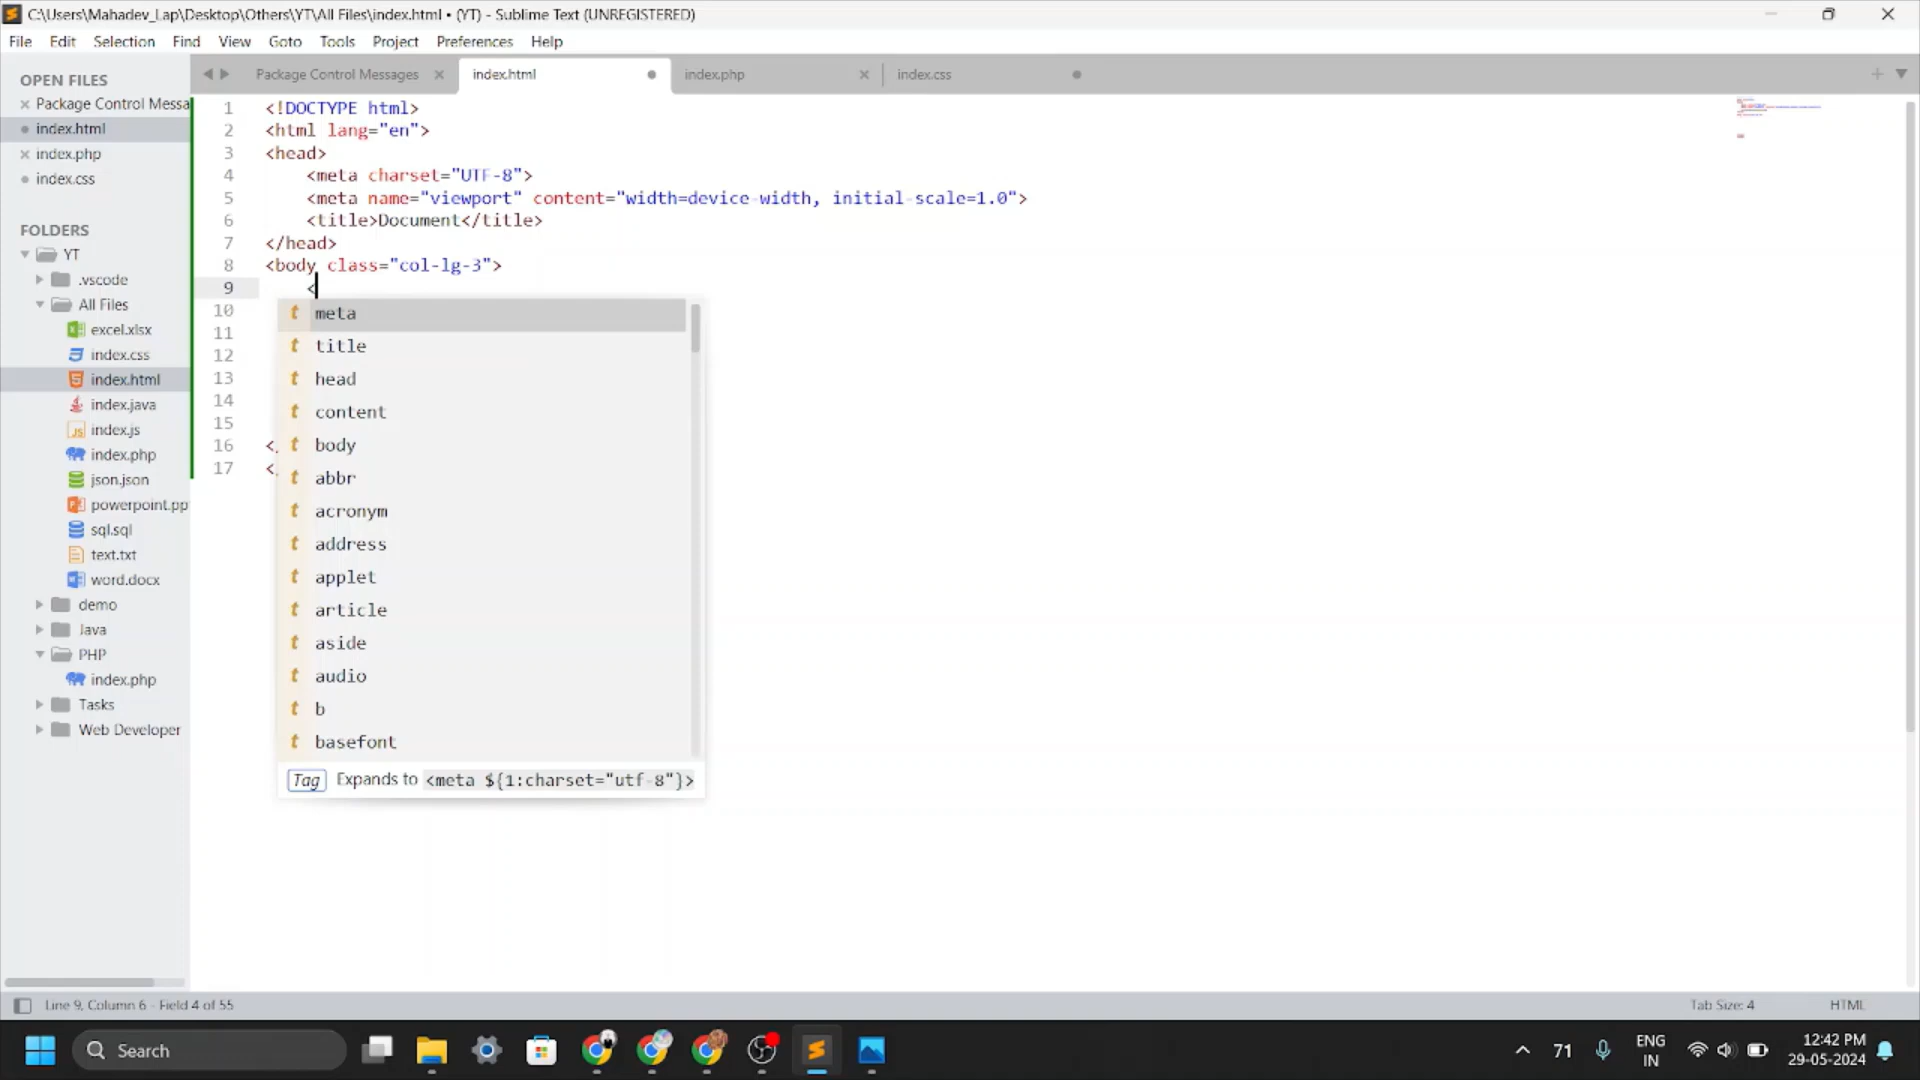 C:\Users\Mahadev_Lap\Desktop\Others\YT\All Files\index.html • (YT) - Sublime Text (UNREGISTERED)
File Edit Selection Find View Goto Tools Project Preferences Help
OPEN FILES
Package Control Messa
index.html
index.php
index.css
FOLDERS
YT
.vscode
All Files
excel.xlsx
index.css
index.html
index.java
index.js
index.php
json.json
powerpoint.pp
sql.sql
text.txt
word.docx
demo
Java
PHP
index.php
Tasks
Web Developer
Package Control Messages index.html index.php index.css
1 <!DOCTYPE html>
2 <html lang="en">
3 <head>
4 <meta charset="UTF-8">
5 <meta name="viewport" content="width=device-width, initial-scale=1.0">
6 <title>Document</title>
7 </head>
8 <body class="col-lg-3">
9 <
10
11
12
13
14
15
16 <
17 <
t meta
t title
t head
t content
t body
t abbr
t acronym
t address
t applet
t article
t aside
t audio
t b
t basefont
Tag Expands to <meta ${1:charset="utf-8"}>
Line 9, Column 6 - Field 4 of 55 Tab Size: 4 HTML
Search
71
ENG
IN
12:42 PM
29-05-2024